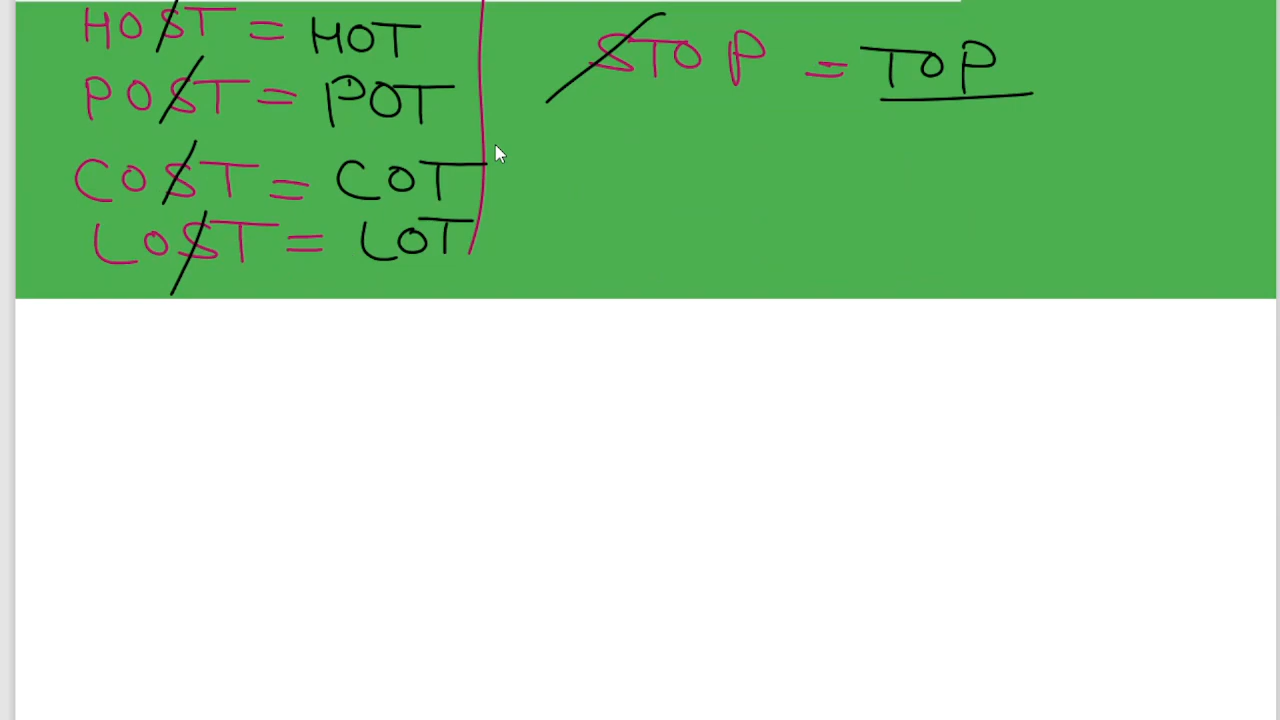 HOST = HOT
POST = POT
COST = COT
LOST = LOT
STOP = TOP